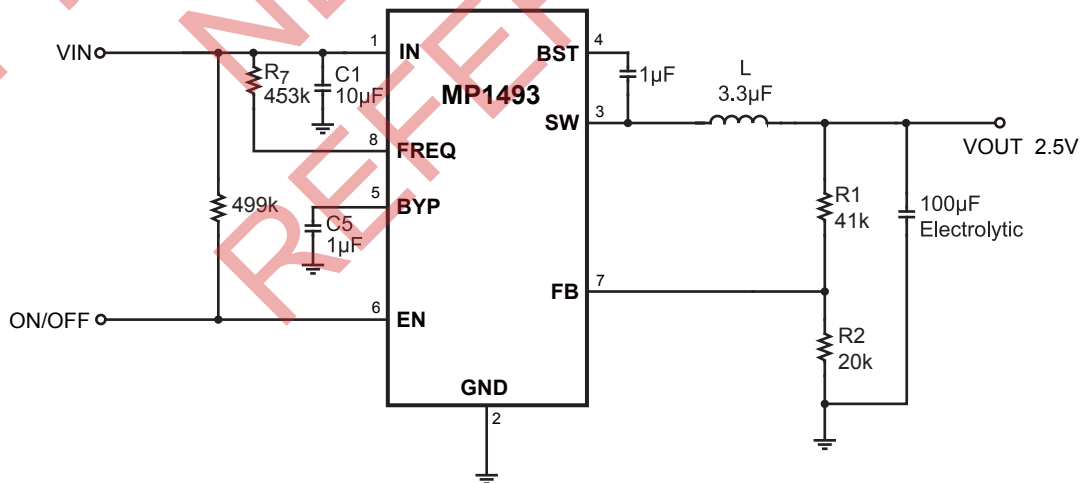 VIN
R7
453k
C1
10µF
1
IN
8
FREQ
5
BYP
C5
1µF
499k
ON/OFF
6
EN
MP1493
GND
2
BST
4
1µF
SW
3
L
3.3µF
VOUT 2.5V
R1
41k
100µF
Electrolytic
FB
7
R2
20k